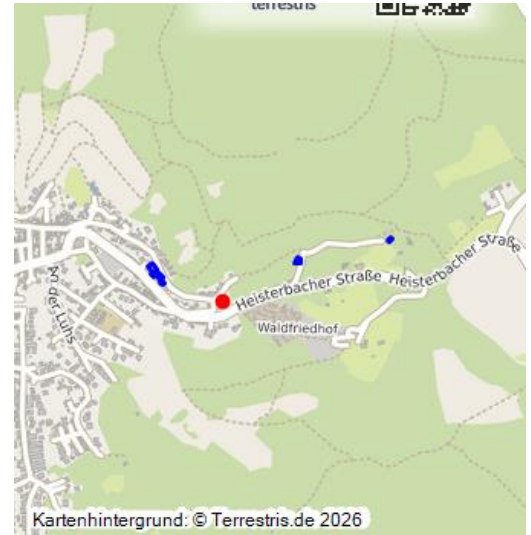 terrestris
Heisterbacher Straße Heisterbacher Straße
Waldfriedhof
An der Luhs
Kartenhintergrund: © Terrestris.de 2026